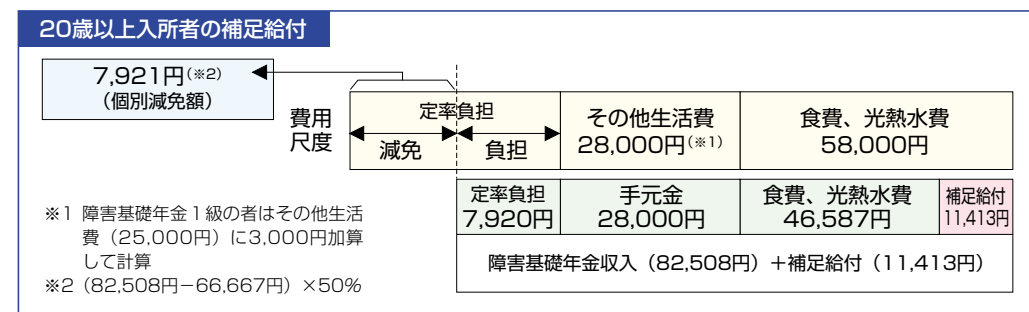 20歳以上入所者の補足給付
7,921円(※2)
(個別減免額)
費用
尺度
定率負担
減免
負担
その他生活費
28,000円(※1)
食費、光熱水費
58,000円
定率負担
7,920円
手元金
28,000円
食費、光熱水費
46,587円
補足給付
11,413円
障害基礎年金収入（82,508円）＋補足給付（11,413円）
※1 障害基礎年金1級の者はその他生活
費（25,000円）に3,000円加算
して計算
※2（82,508円−66,667円）×50%